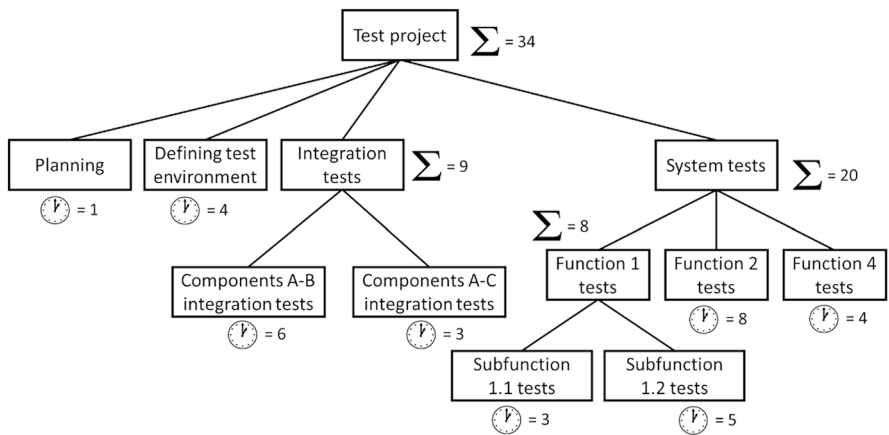 Test project
Σ = 34
Planning
= 1
Defining test
environment
= 4
Integration
tests
Σ = 9
System tests
Σ = 20
Components A-B
integration tests
= 6
Components A-C
integration tests
= 3
Σ = 8
Function 1
tests
Function 2
tests
= 8
Function 4
tests
= 4
Subfunction
1.1 tests
= 3
Subfunction
1.2 tests
= 5